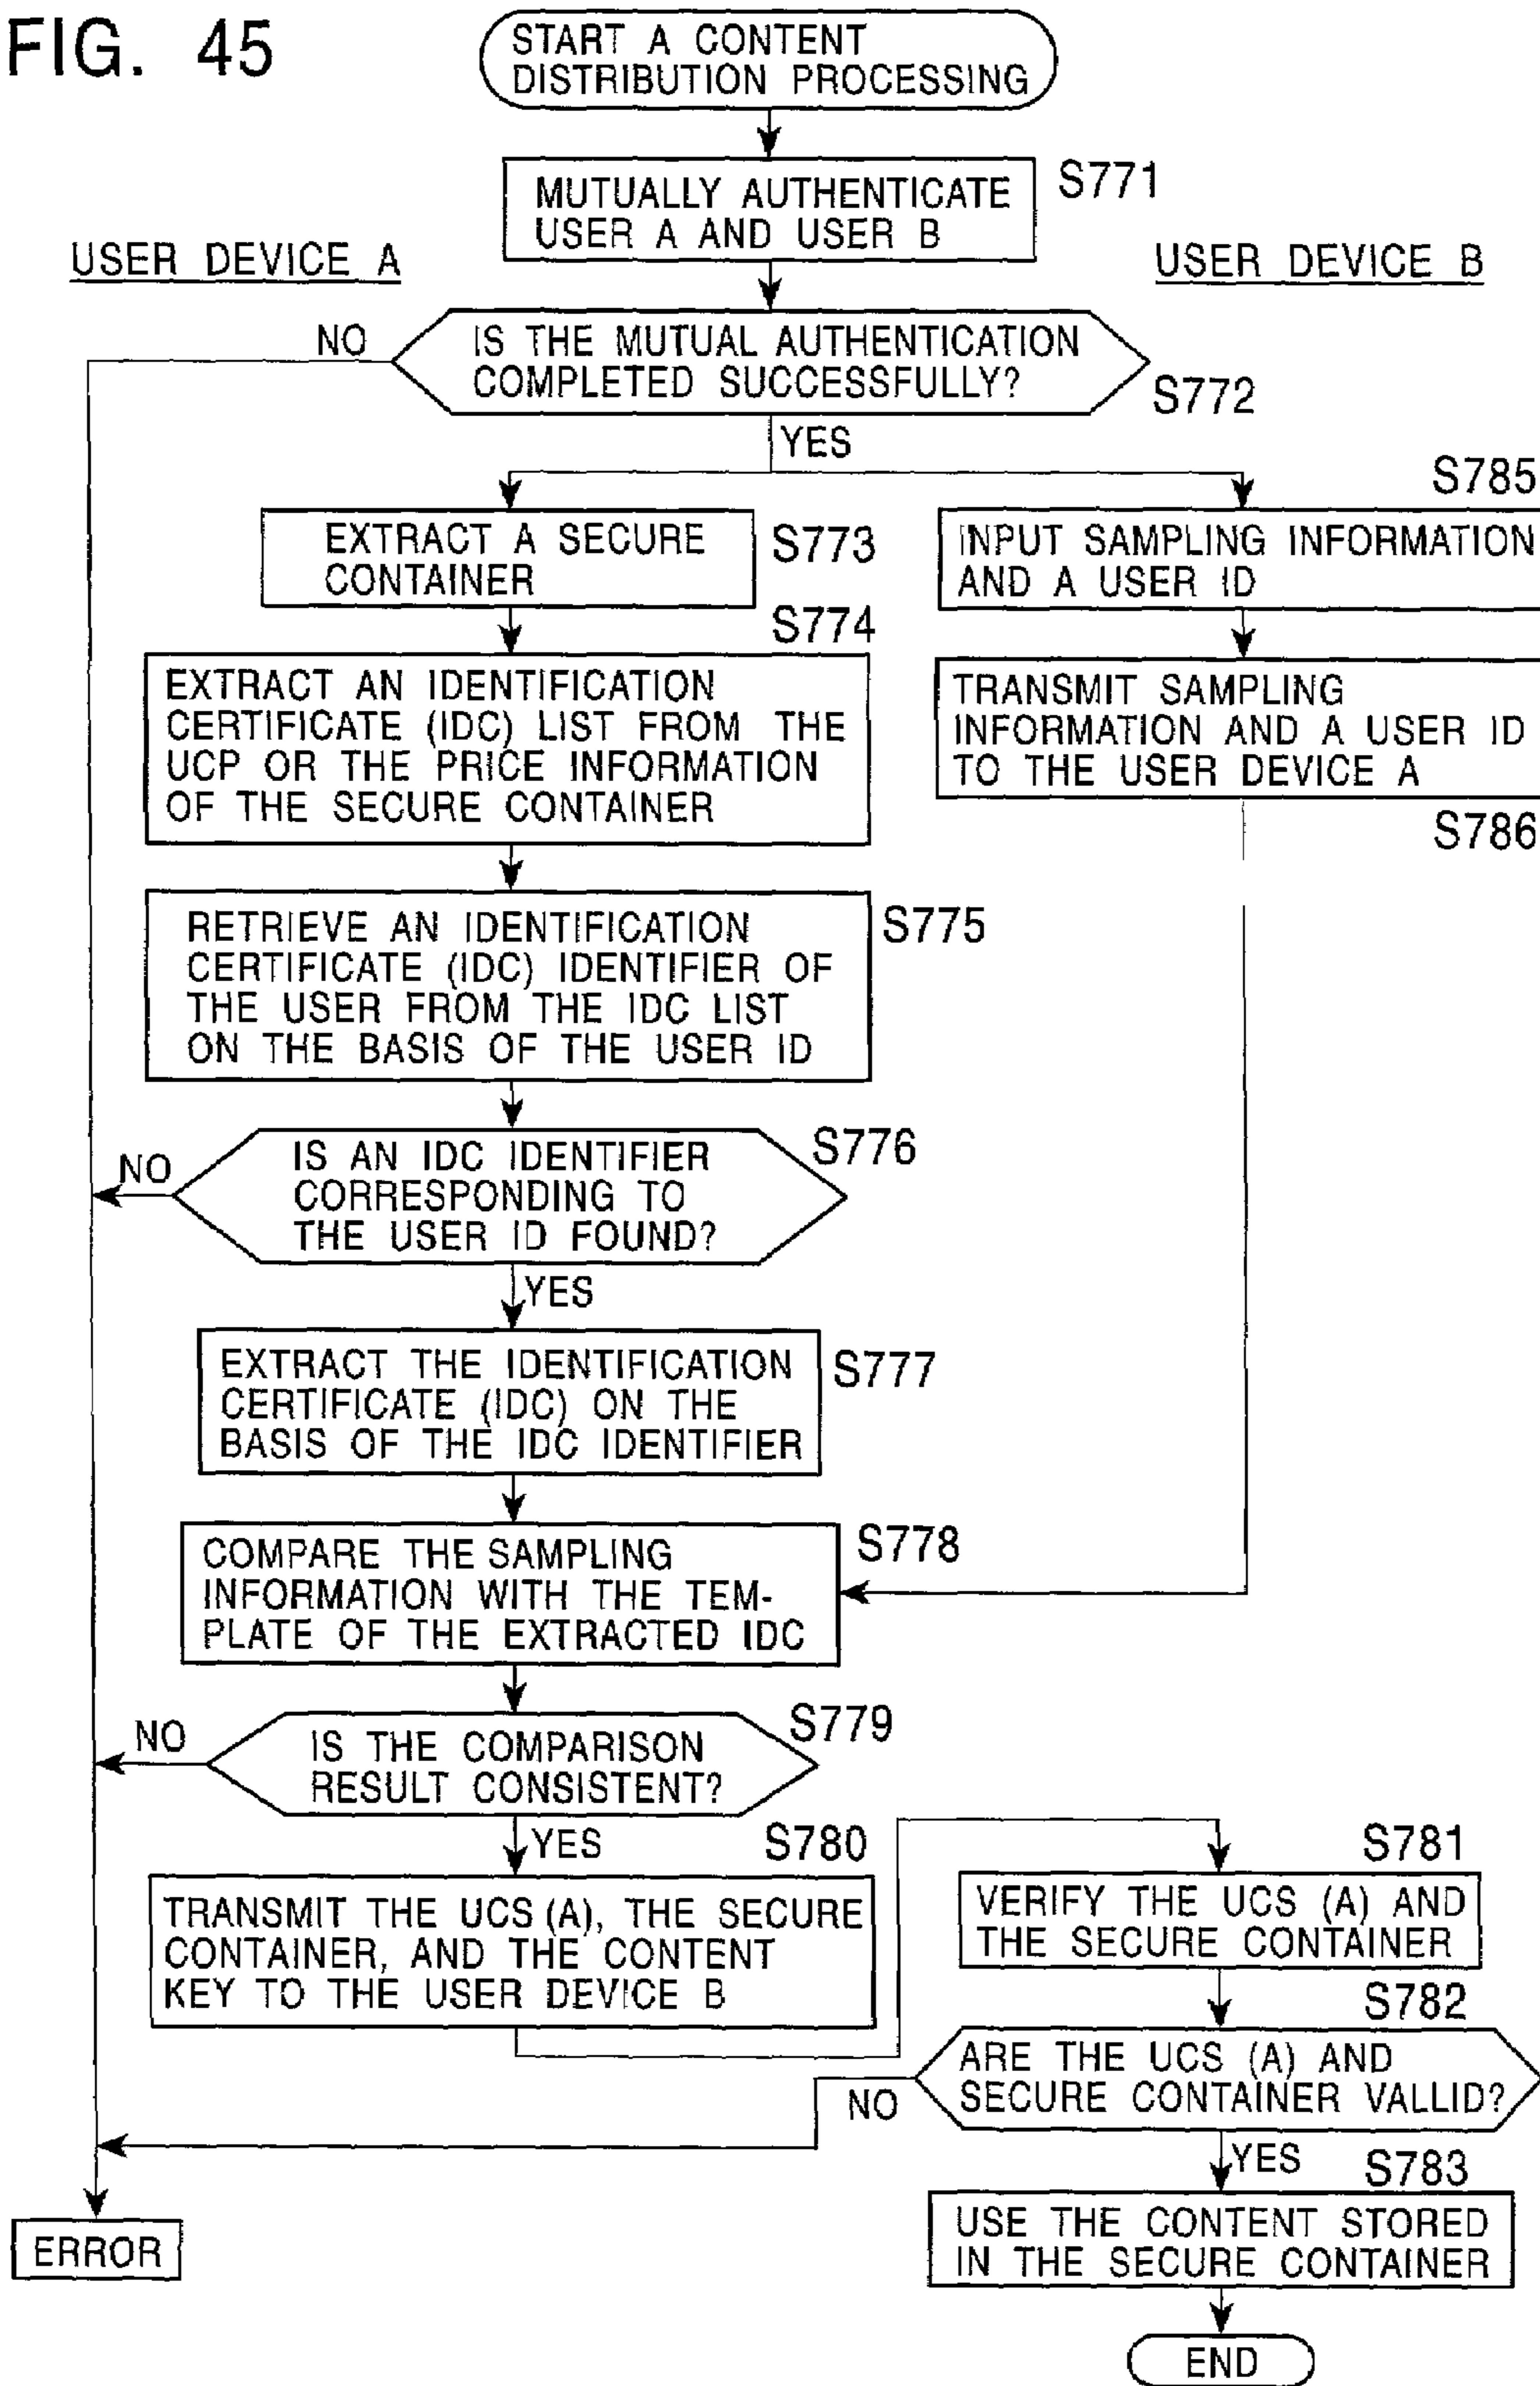 FIG. 45
START A CONTENT
DISTRIBUTION PROCESSING
S771
MUTUALLY AUTHENTICATE
USER A AND USER B
USER DEVICE A
USER DEVICE B
NO
IS THE MUTUAL AUTHENTICATION
COMPLETED SUCCESSFULLY?
S772
YES
S785
EXTRACT A SECURE
CONTAINER
S773
INPUT SAMPLING INFORMATION
AND A USER ID
S774
EXTRACT AN IDENTIFICATION
CERTIFICATE (IDC) LIST FROM THE
UCP OR THE PRICE INFORMATION
OF THE SECURE CONTAINER
TRANSMIT SAMPLING
INFORMATION AND A USER ID
TO THE USER DEVICE A
S786
RETRIEVE AN IDENTIFICATION
CERTIFICATE (IDC) IDENTIFIER OF
THE USER FROM THE IDC LIST
ON THE BASIS OF THE USER ID
S775
NO
IS AN IDC IDENTIFIER
CORRESPONDING TO
THE USER ID FOUND?
S776
YES
EXTRACT THE IDENTIFICATION
CERTIFICATE (IDC) ON THE
BASIS OF THE IDC IDENTIFIER
S777
COMPARE THE SAMPLING
INFORMATION WITH THE TEM-
PLATE OF THE EXTRACTED IDC
S778
NO
IS THE COMPARISON
RESULT CONSISTENT?
S779
YES
S780
TRANSMIT THE UCS (A), THE SECURE
CONTAINER, AND THE CONTENT
KEY TO THE USER DEVICE B
S781
VERIFY THE UCS (A) AND
THE SECURE CONTAINER
S782
ARE THE UCS (A) AND
SECURE CONTAINER VALLID?
NO
YES
S783
USE THE CONTENT STORED
IN THE SECURE CONTAINER
ERROR
END